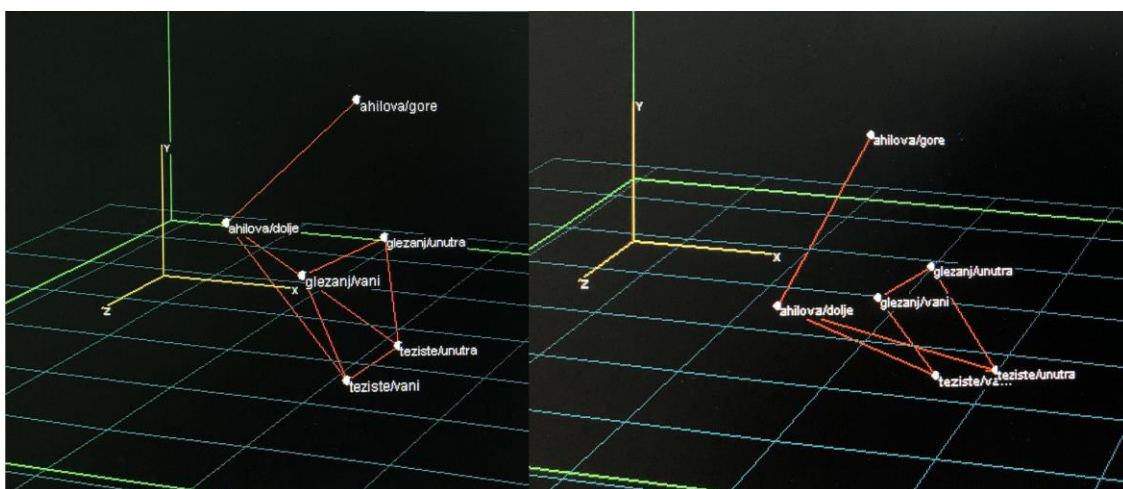 ahilova/gore
Y
ahilova/dolje
glezanj/unutra
glezanj/vani
X
Z
teziste/unutra
teziste/vani
Y
ahilova/gore
X
glezanj/unutra
Z
glezanj/vani
ahilova/dolje
teziste/unutra
teziste/va...